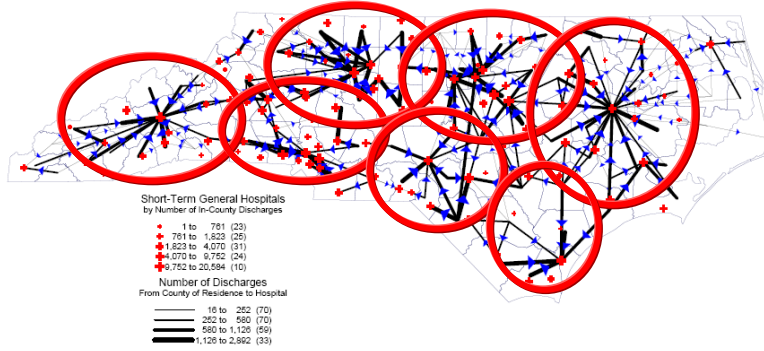 Short-Term General Hospitals
by Number of In-County Discharges
1 to 761 (23)
761 to 1,823 (25)
1,823 to 4,070 (31)
4,070 to 9,752 (24)
9,752 to 20,584 (10)
Number of Discharges
From County of Residence to Hospital
16 to 252 (70)
252 to 580 (70)
580 to 1,126 (59)
1,126 to 2,892 (33)